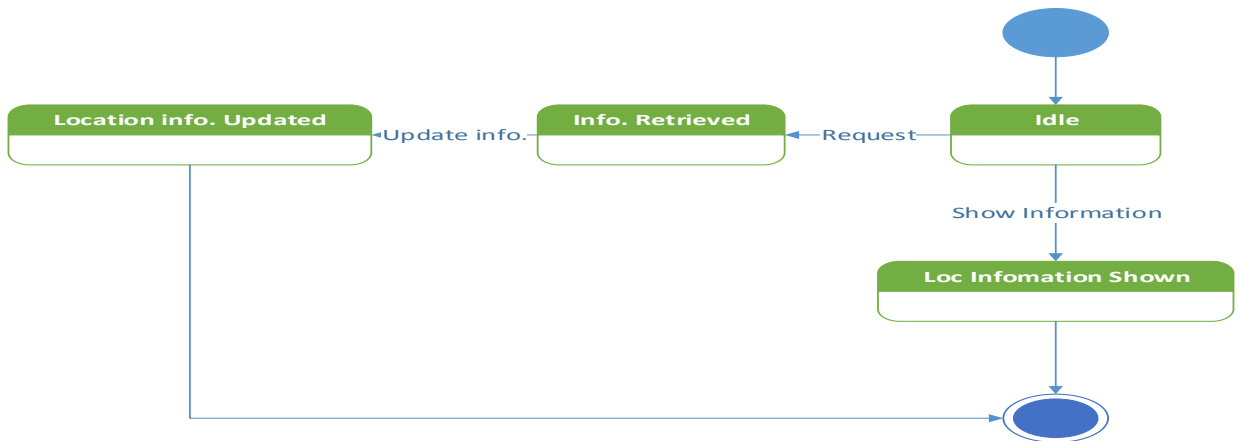 Location info. Updated
Update info.
Info. Retrieved
Request
Idle
Show Information
Loc Infomation Shown